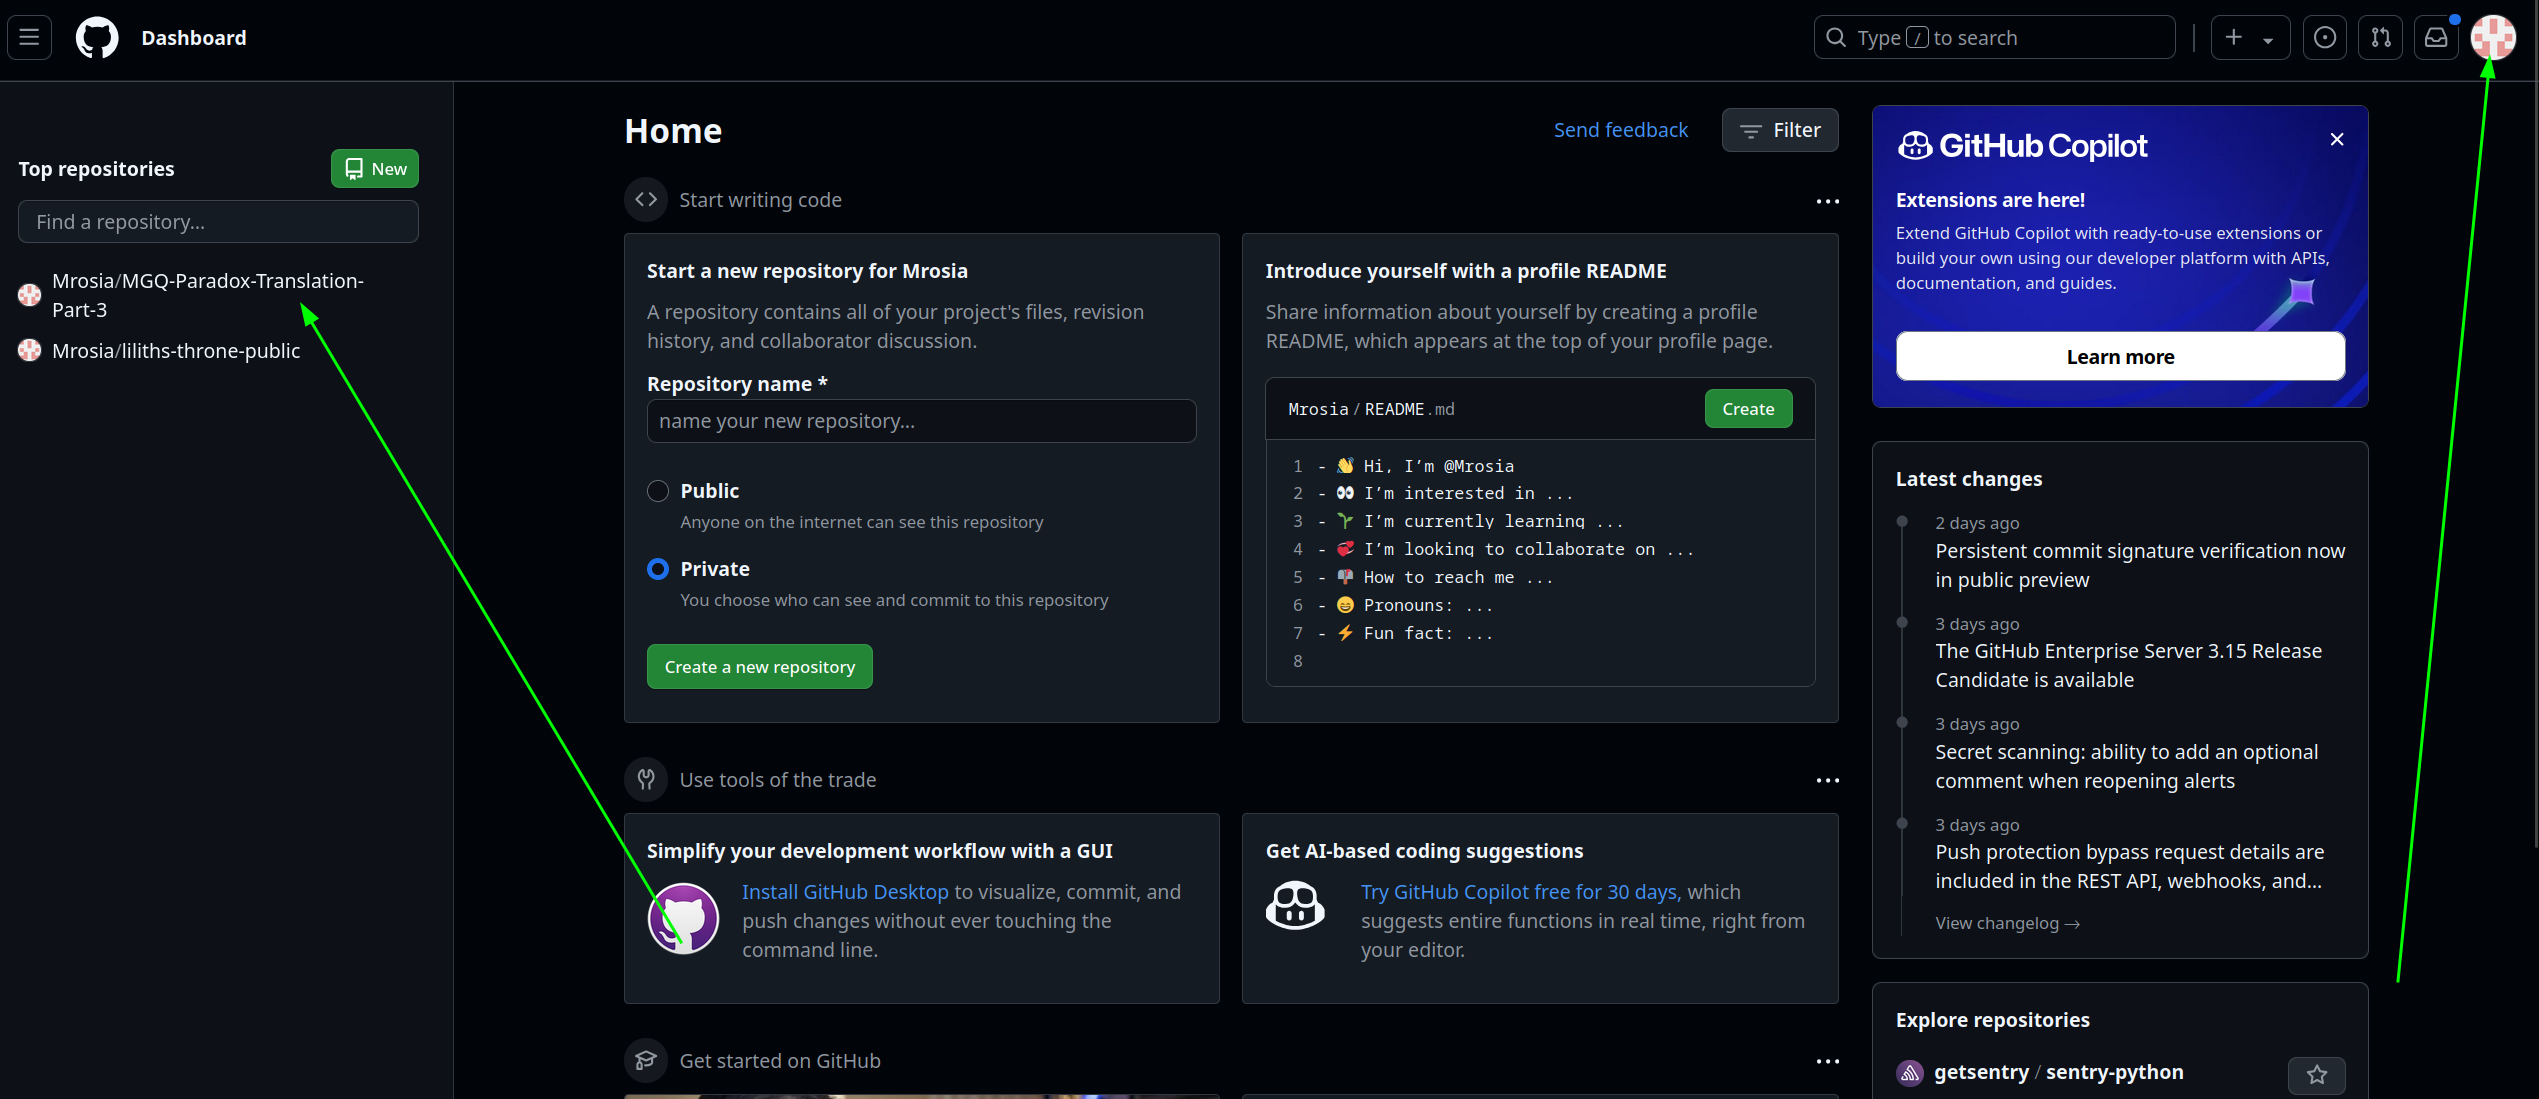 Dashboard
Type / to search
Top repositories
New
Find a repository...
Mrosia/MGQ-Paradox-Translation-
Part-3
Mrosia/liliths-throne-public
Home
Send feedback
Filter
Start writing code
Start a new repository for Mrosia
A repository contains all of your project's files, revision
history, and collaborator discussion.
Repository name *
name your new repository...
Public
Anyone on the internet can see this repository
Private
You choose who can see and commit to this repository
Create a new repository
Introduce yourself with a profile README
Share information about yourself by creating a profile
README, which appears at the top of your profile page.
Mrosia / README.md
Create
1 - 👋 Hi, I’m @Mrosia
2 - 👀 I’m interested in ...
3 - 🌱 I’m currently learning ...
4 - 💞️ I’m looking to collaborate on ...
5 - 📫 How to reach me ...
6 - 😄 Pronouns: ...
7 - ⚡ Fun fact: ...
8
Use tools of the trade
Simplify your development workflow with a GUI
Install GitHub Desktop to visualize, commit, and
push changes without ever touching the
command line.
Get AI-based coding suggestions
Try GitHub Copilot free for 30 days, which
suggests entire functions in real time, right from
your editor.
Get started on GitHub
GitHub Copilot
Extensions are here!
Extend GitHub Copilot with ready-to-use extensions or
build your own using our developer platform with APIs,
documentation, and guides.
Learn more
Latest changes
2 days ago
Persistent commit signature verification now
in public preview
3 days ago
The GitHub Enterprise Server 3.15 Release
Candidate is available
3 days ago
Secret scanning: ability to add an optional
comment when reopening alerts
3 days ago
Push protection bypass request details are
included in the REST API, webhooks, and...
View changelog →
Explore repositories
getsentry / sentry-python